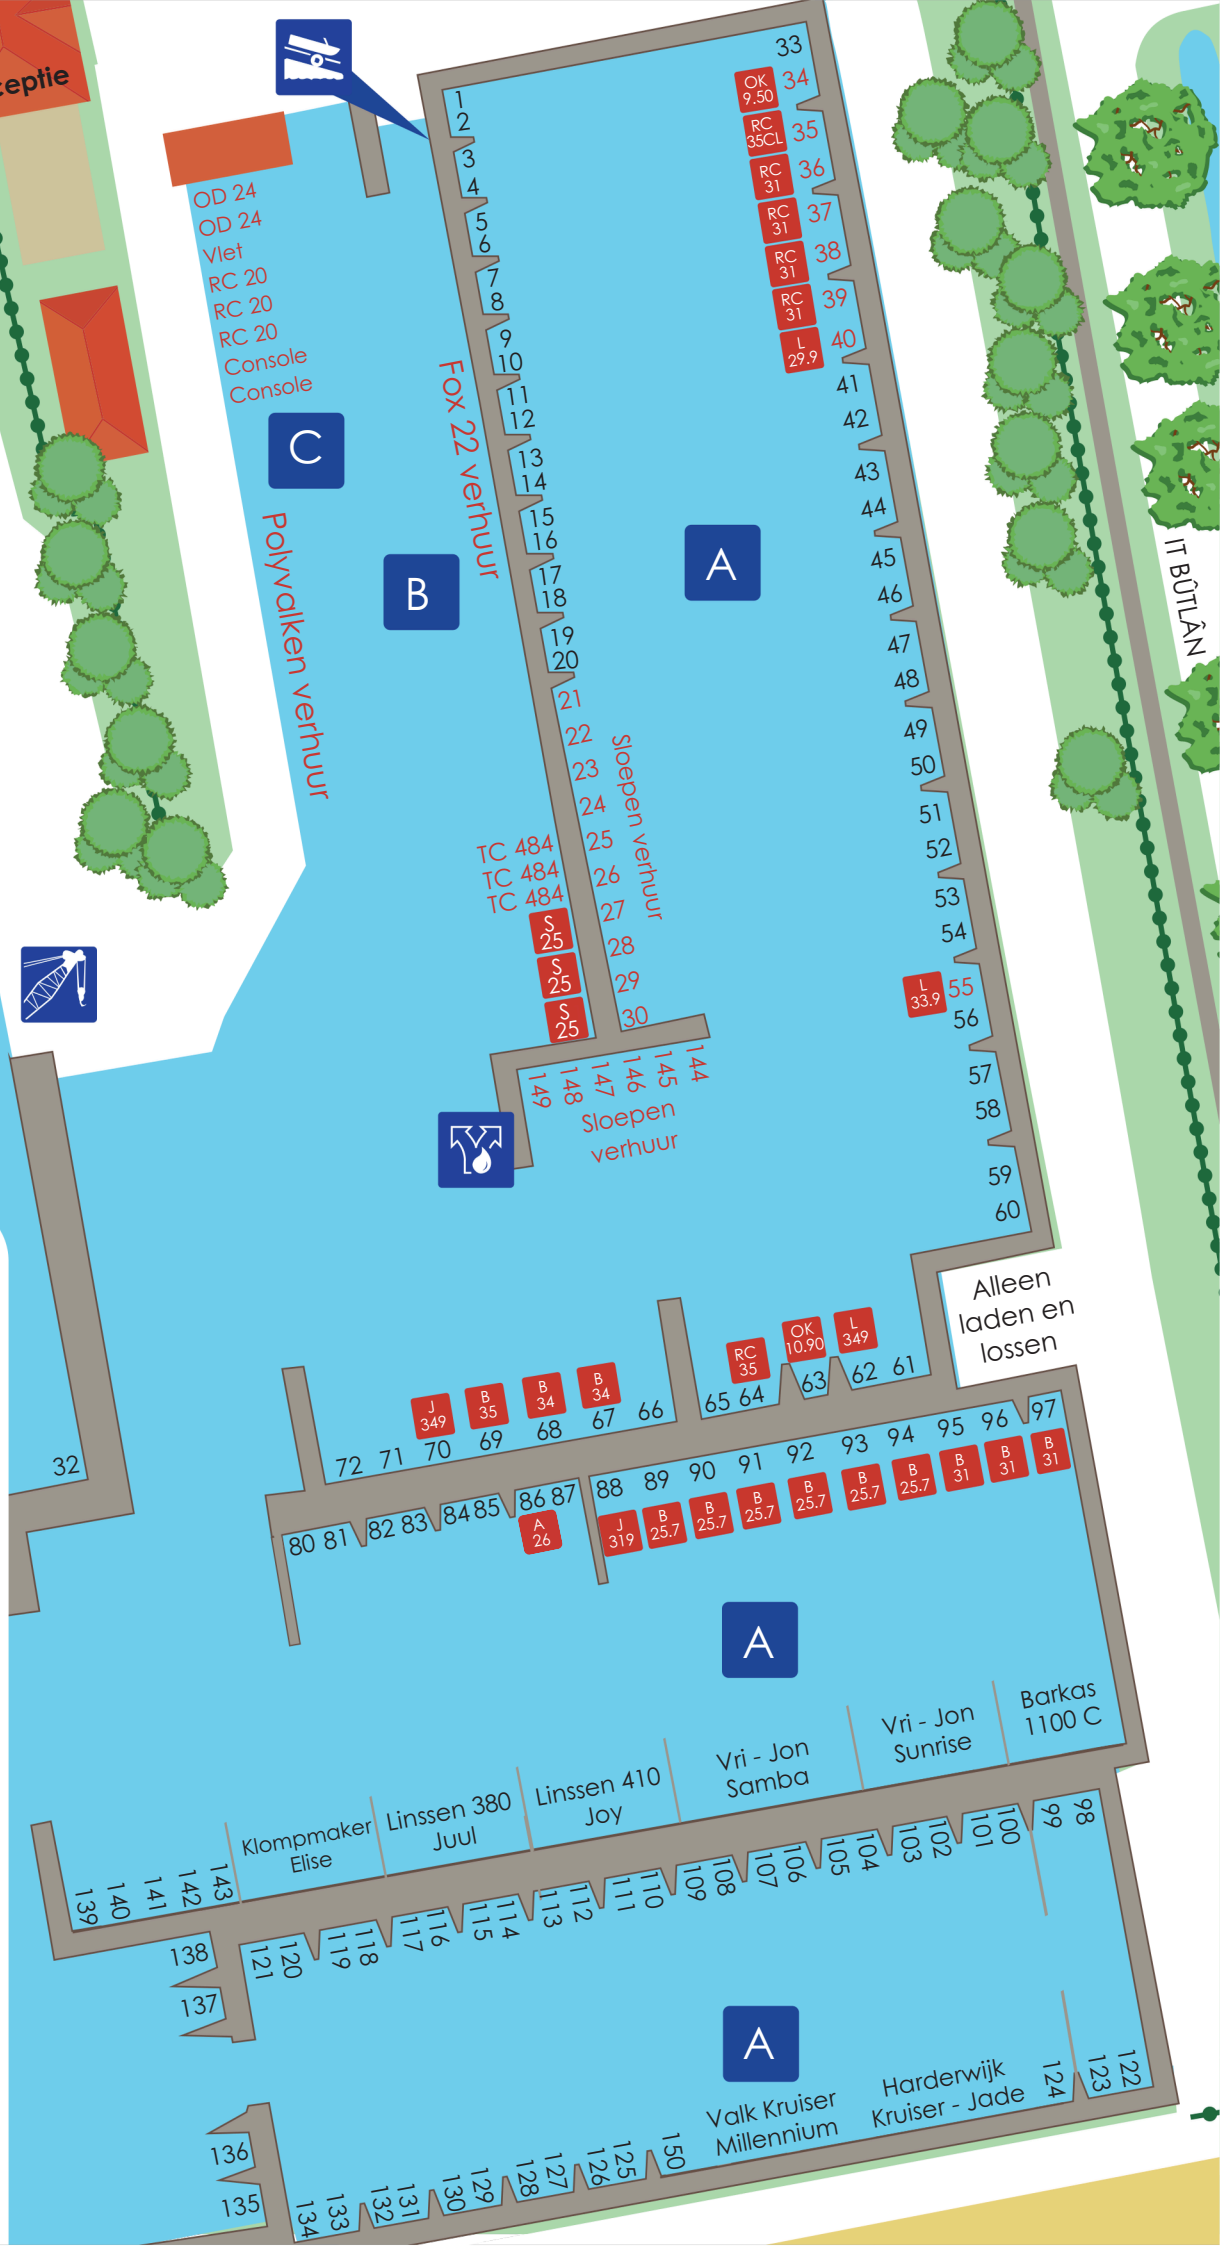 ceptie
OD 24
OD 24
Vlet
RC 20
RC 20
RC 20
Console
Console
C
Polyvalken verhuur
B
Fox 22 verhuur
A
1
2
3
4
5
6
7
8
9
10
11
12
13
14
15
16
17
18
19
20
21
22
23
24
25
26
27
28
29
30
Sloepen verhuur
TC 484
TC 484
TC 484
S
25
S
25
S
25
149
148
147
146
145
144
Sloepen
verhuur
33
OK
9.50
34
RC
35CL
35
RC
31
36
RC
31
37
RC
31
38
RC
31
39
L
29.9
40
41
42
43
44
45
46
47
48
49
50
51
52
53
54
L
33.9
55
56
57
58
59
60
IT BÛTLÂN
Alleen
laden en
lossen
32
J
349
B
35
B
34
B
34
RC
35
OK
10.90
L
349
72
71
70
69
68
67
66
65
64
63
62
61
80
81
82
83
84
85
86
87
88
89
90
91
92
93
94
95
96
97
A
26
J
319
B
25.7
B
25.7
B
25.7
B
25.7
B
25.7
B
25.7
B
31
B
31
B
31
A
Klompmaker
Elise
Linssen 380
Juul
Linssen 410
Joy
Vri - Jon
Samba
Vri - Jon
Sunrise
Barkas
1100 C
139
140
141
142
143
138
137
121
120
119
118
117
116
115
114
113
112
111
110
109
108
107
106
105
104
103
102
101
100
99
98
A
136
135
134
133
132
131
130
129
128
127
126
125
150
Valk Kruiser
Millennium
Harderwijk
Kruiser - Jade
124
123
122